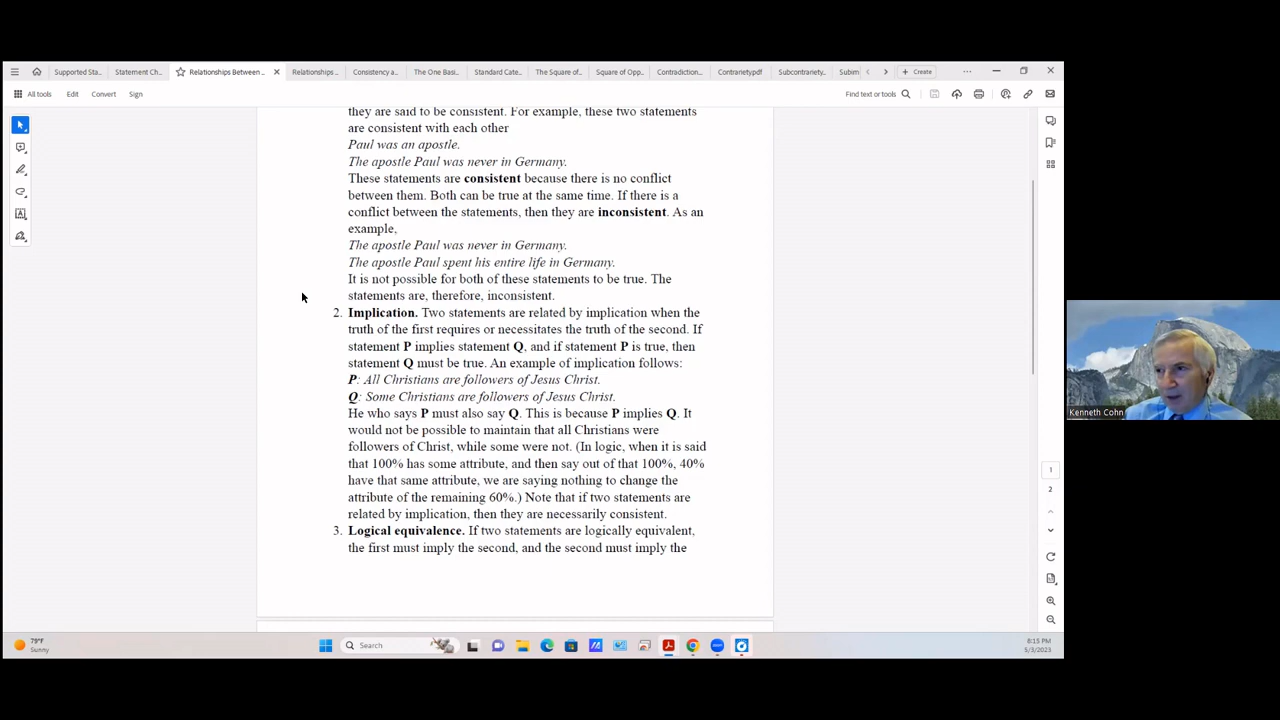 Supported Sta...
Statement Ch...
Relationships Between ...
Relationships ...
Consistency a...
The One Bas...
Standard Cate...
The Square of...
Square of Opp...
Contradiction...
Contrarietypdf
Subcontrariety...
Subim
+ Create
All tools
Edit
Convert
Sign
Find text or tools
they are said to be consistent. For example, these two statements
are consistent with each other
Paul was an apostle.
The apostle Paul was never in Germany.
These statements are consistent because there is no conflict
between them. Both can be true at the same time. If there is a
conflict between the statements, then they are inconsistent. As an
example,
The apostle Paul was never in Germany.
The apostle Paul spent his entire life in Germany.
It is not possible for both of these statements to be true. The
statements are, therefore, inconsistent.
2. Implication. Two statements are related by implication when the
truth of the first requires or necessitates the truth of the second. If
statement P implies statement Q, and if statement P is true, then
statement Q must be true. An example of implication follows:
P: All Christians are followers of Jesus Christ.
Q: Some Christians are followers of Jesus Christ.
He who says P must also say Q. This is because P implies Q. It
would not be possible to maintain that all Christians were
followers of Christ, while some were not. (In logic, when it is said
that 100% has some attribute, and then say out of that 100%, 40%
have that same attribute, we are saying nothing to change the
attribute of the remaining 60%.) Note that if two statements are
related by implication, then they are necessarily consistent.
3. Logical equivalence. If two statements are logically equivalent,
the first must imply the second, and the second must imply the
1
2
Kenneth Cohn
79°F
Sunny
Search
8:15 PM
5/3/2023